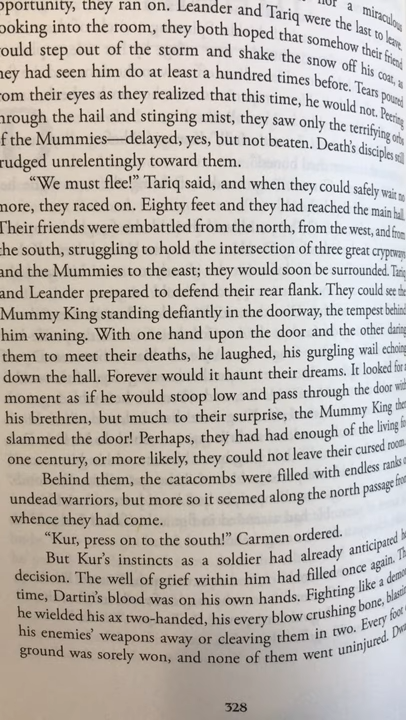 pportunity, they ran on. Leander and Tariq were the last to leave.
ooking into the room, they both hoped that somehow their friend
ould step out of the storm and shake the snow off his coat, as
hey had seen him do at least a hundred times before. Tears poured
rom their eyes as they realized that this time, he would not. Peering
hrough the hail and stinging mist, they saw only the terrifying orbs
f the Mummies—delayed, yes, but not beaten. Death's disciples still
rudged unrelentingly toward them.
"We must flee!" Tariq said, and when they could safely wait no
more, they raced on. Eighty feet and they had reached the main hall.
Their friends were embattled from the north, from the west, and from
the south, struggling to hold the intersection of three great cryptways
and the Mummies to the east; they would soon be surrounded. Tariq
and Leander prepared to defend their rear flank. They could see the
Mummy King standing defiantly in the doorway, the tempest behind
him waning. With one hand upon the door and the other daring
them to meet their deaths, he laughed, his gurgling wail echoing
down the hall. Forever would it haunt their dreams. It looked for a
moment as if he would stoop low and pass through the door with
his brethren, but much to their surprise, the Mummy King then
slammed the door! Perhaps, they had had enough of the living for
one century, or more likely, they could not leave their cursed room.
Behind them, the catacombs were filled with endless ranks of
undead warriors, but more so it seemed along the north passage from
whence they had come.
"Kur, press on to the south!" Carmen ordered.
But Kur's instincts as a soldier had already anticipated h
decision. The well of grief within him had filled once again. Th
time, Dartin's blood was on his own hands. Fighting like a demo
he wielded his ax two-handed, his every blow crushing bone, blasti
his enemies' weapons away or cleaving them in two. Every foot
ground was sorely won, and none of them went uninjured. Dwa
328